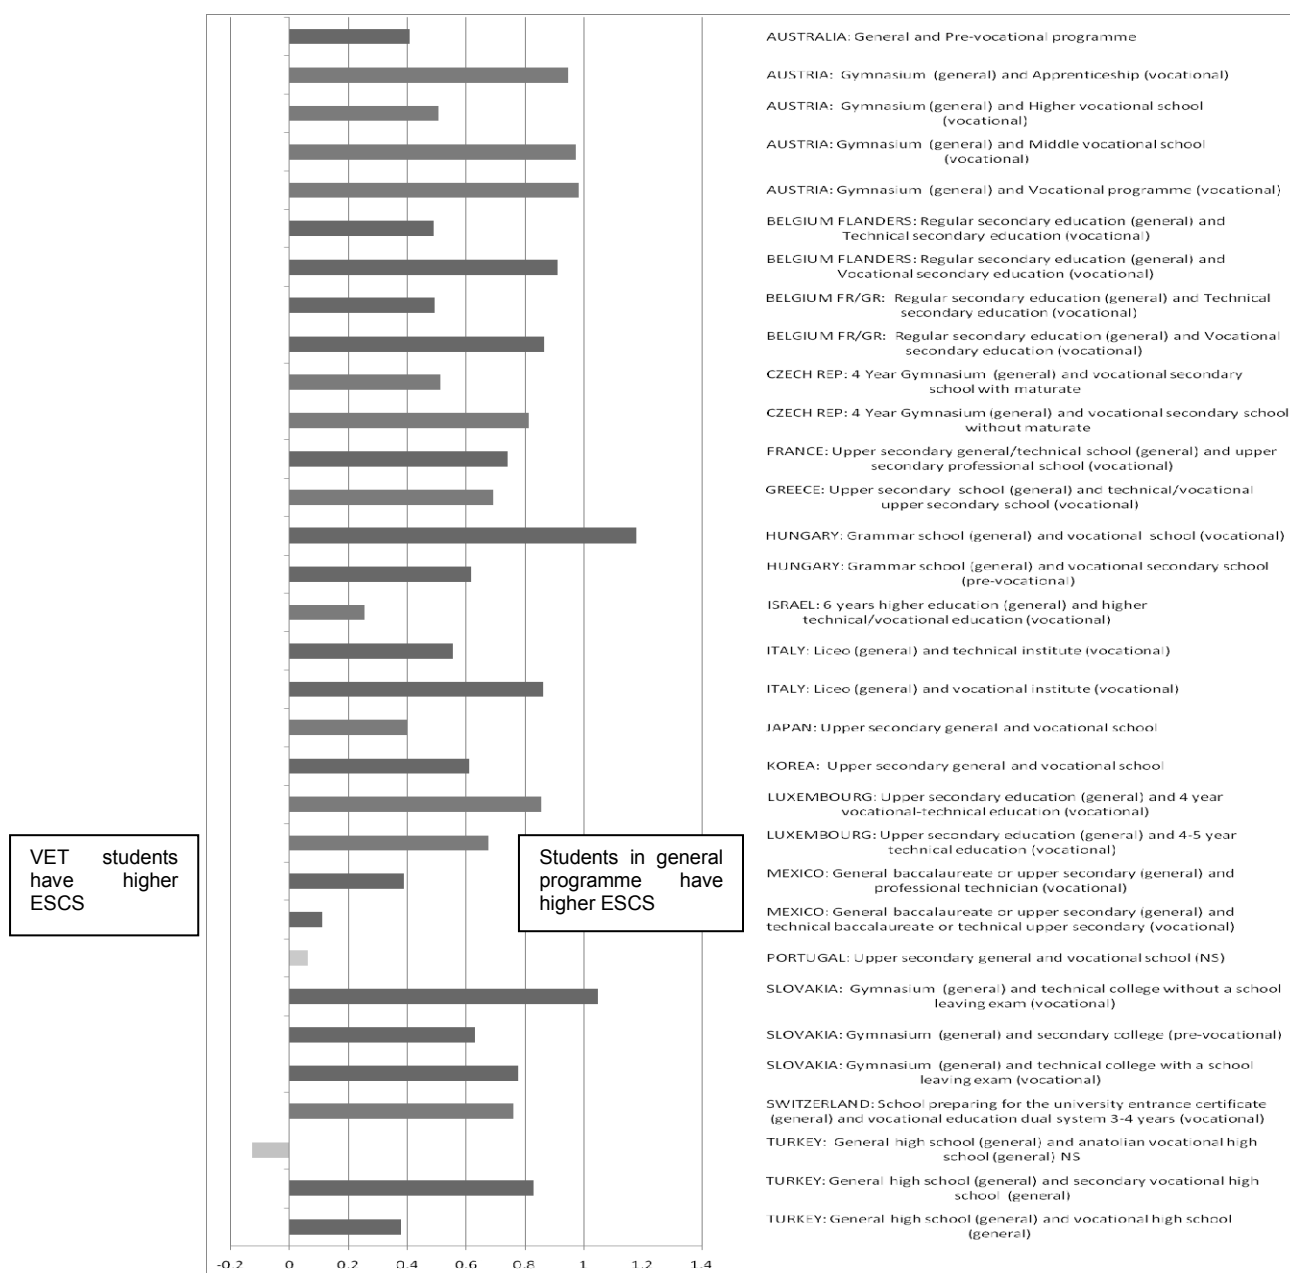 AUSTRALIA: General and Pre-vocational programme
AUSTRIA: Gymnasium (general) and Apprenticeship (vocational)
AUSTRIA: Gymnasium (general) and Higher vocational school
(vocational)
AUSTRIA: Gymnasium (general) and Middle vocational school
(vocational)
AUSTRIA: Gymnasium (general) and Vocational programme (vocational)
BELGIUM FLANDERS: Regular secondary education (general) and
Technical secondary education (vocational)
BELGIUM FLANDERS: Regular secondary education (general) and
Vocational secondary education (vocational)
BELGIUM FR/GR: Regular secondary education (general) and Technical
secondary education (vocational)
BELGIUM FR/GR: Regular secondary education (general) and Vocational
secondary education (vocational)
CZECH REP: 4 Year Gymnasium (general) and vocational secondary
school with maturate
CZECH REP: 4 Year Gymnasium (general) and vocational secondary school
without maturate
FRANCE: Upper secondary general/technical school (general) and upper
secondary professional school (vocational)
GREECE: Upper secondary school (general) and technical/vocational
upper secondary school (vocational)
HUNGARY: Grammar school (general) and vocational school (vocational)
HUNGARY: Grammar school (general) and vocational secondary school
(pre-vocational)
ISRAEL: 6 years higher education (general) and higher
technical/vocational education (vocational)
ITALY: Liceo (general) and technical institute (vocational)
ITALY: Liceo (general) and vocational institute (vocational)
JAPAN: Upper secondary general and vocational school
KOREA: Upper secondary general and vocational school
LUXEMBOURG: Upper secondary education (general) and 4 year
vocational-technical education (vocational)
LUXEMBOURG: Upper secondary education (general) and 4-5 year
technical education (vocational)
VET students
have higher
ESCS
Students in general
programme have
higher ESCS
MEXICO: General baccalaureate or upper secondary (general) and
professional technician (vocational)
MEXICO: General baccalaureate or upper secondary (general) and
technical baccalaureate or technical upper secondary (vocational)
PORTUGAL: Upper secondary general and vocational school (NS)
SLOVAKIA: Gymnasium (general) and technical college without a school
leaving exam (vocational)
SLOVAKIA: Gymnasium (general) and secondary college (pre-vocational)
SLOVAKIA: Gymnasium (general) and technical college with a school
leaving exam (vocational)
SWITZERLAND: School preparing for the university entrance certificate
(general) and vocational education dual system 3-4 years (vocational)
TURKEY: General high school (general) and anatolian vocational high
school (general) NS
TURKEY: General high school (general) and secondary vocational high
school (general)
TURKEY: General high school (general) and vocational high school
(general)
-0.2 0 0.2 0.4 0.6 0.8 1 1.2 1.4